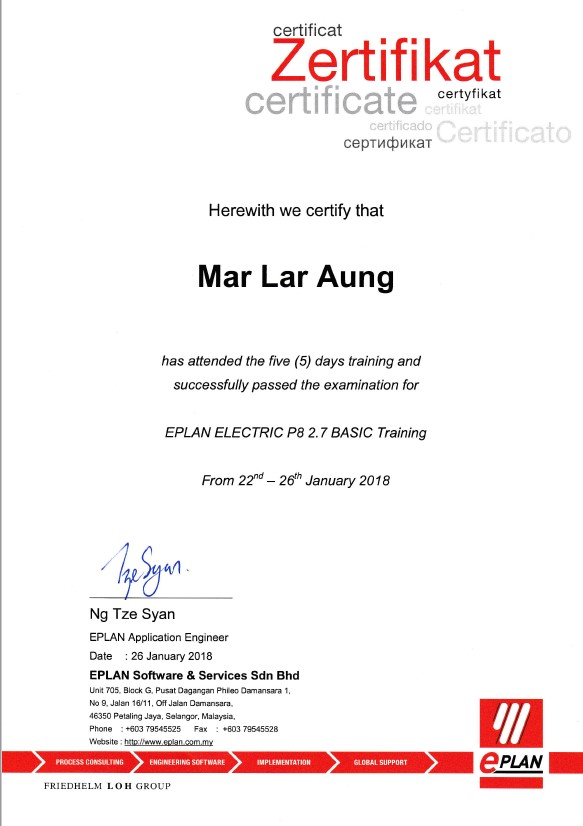 certificat
Zertifikat
certyfikat
certificate certifikat
certificado Certificato
сертификат
Herewith we certify that
Mar Lar Aung
has attended the five (5) days training and
successfully passed the examination for
EPLAN ELECTRIC P8 2.7 BASIC Training
From 22nd – 26th January 2018
Tze Syan.
Ng Tze Syan
EPLAN Application Engineer
Date : 26 January 2018
EPLAN Software & Services Sdn Bhd
Unit 705, Block G, Pusat Dagangan Phileo Damansara 1,
No 9, Jalan 16/11, Off Jalan Damansara,
46350 Petaling Jaya, Selangor, Malaysia,
Phone : +603 79545525 Fax : +603 79545528
Website : http://www.eplan.com.my
PROCESS CONSULTING ENGINEERING SOFTWARE IMPLEMENTATION GLOBAL SUPPORT
ePLAN
FRIEDHELM LOH GROUP